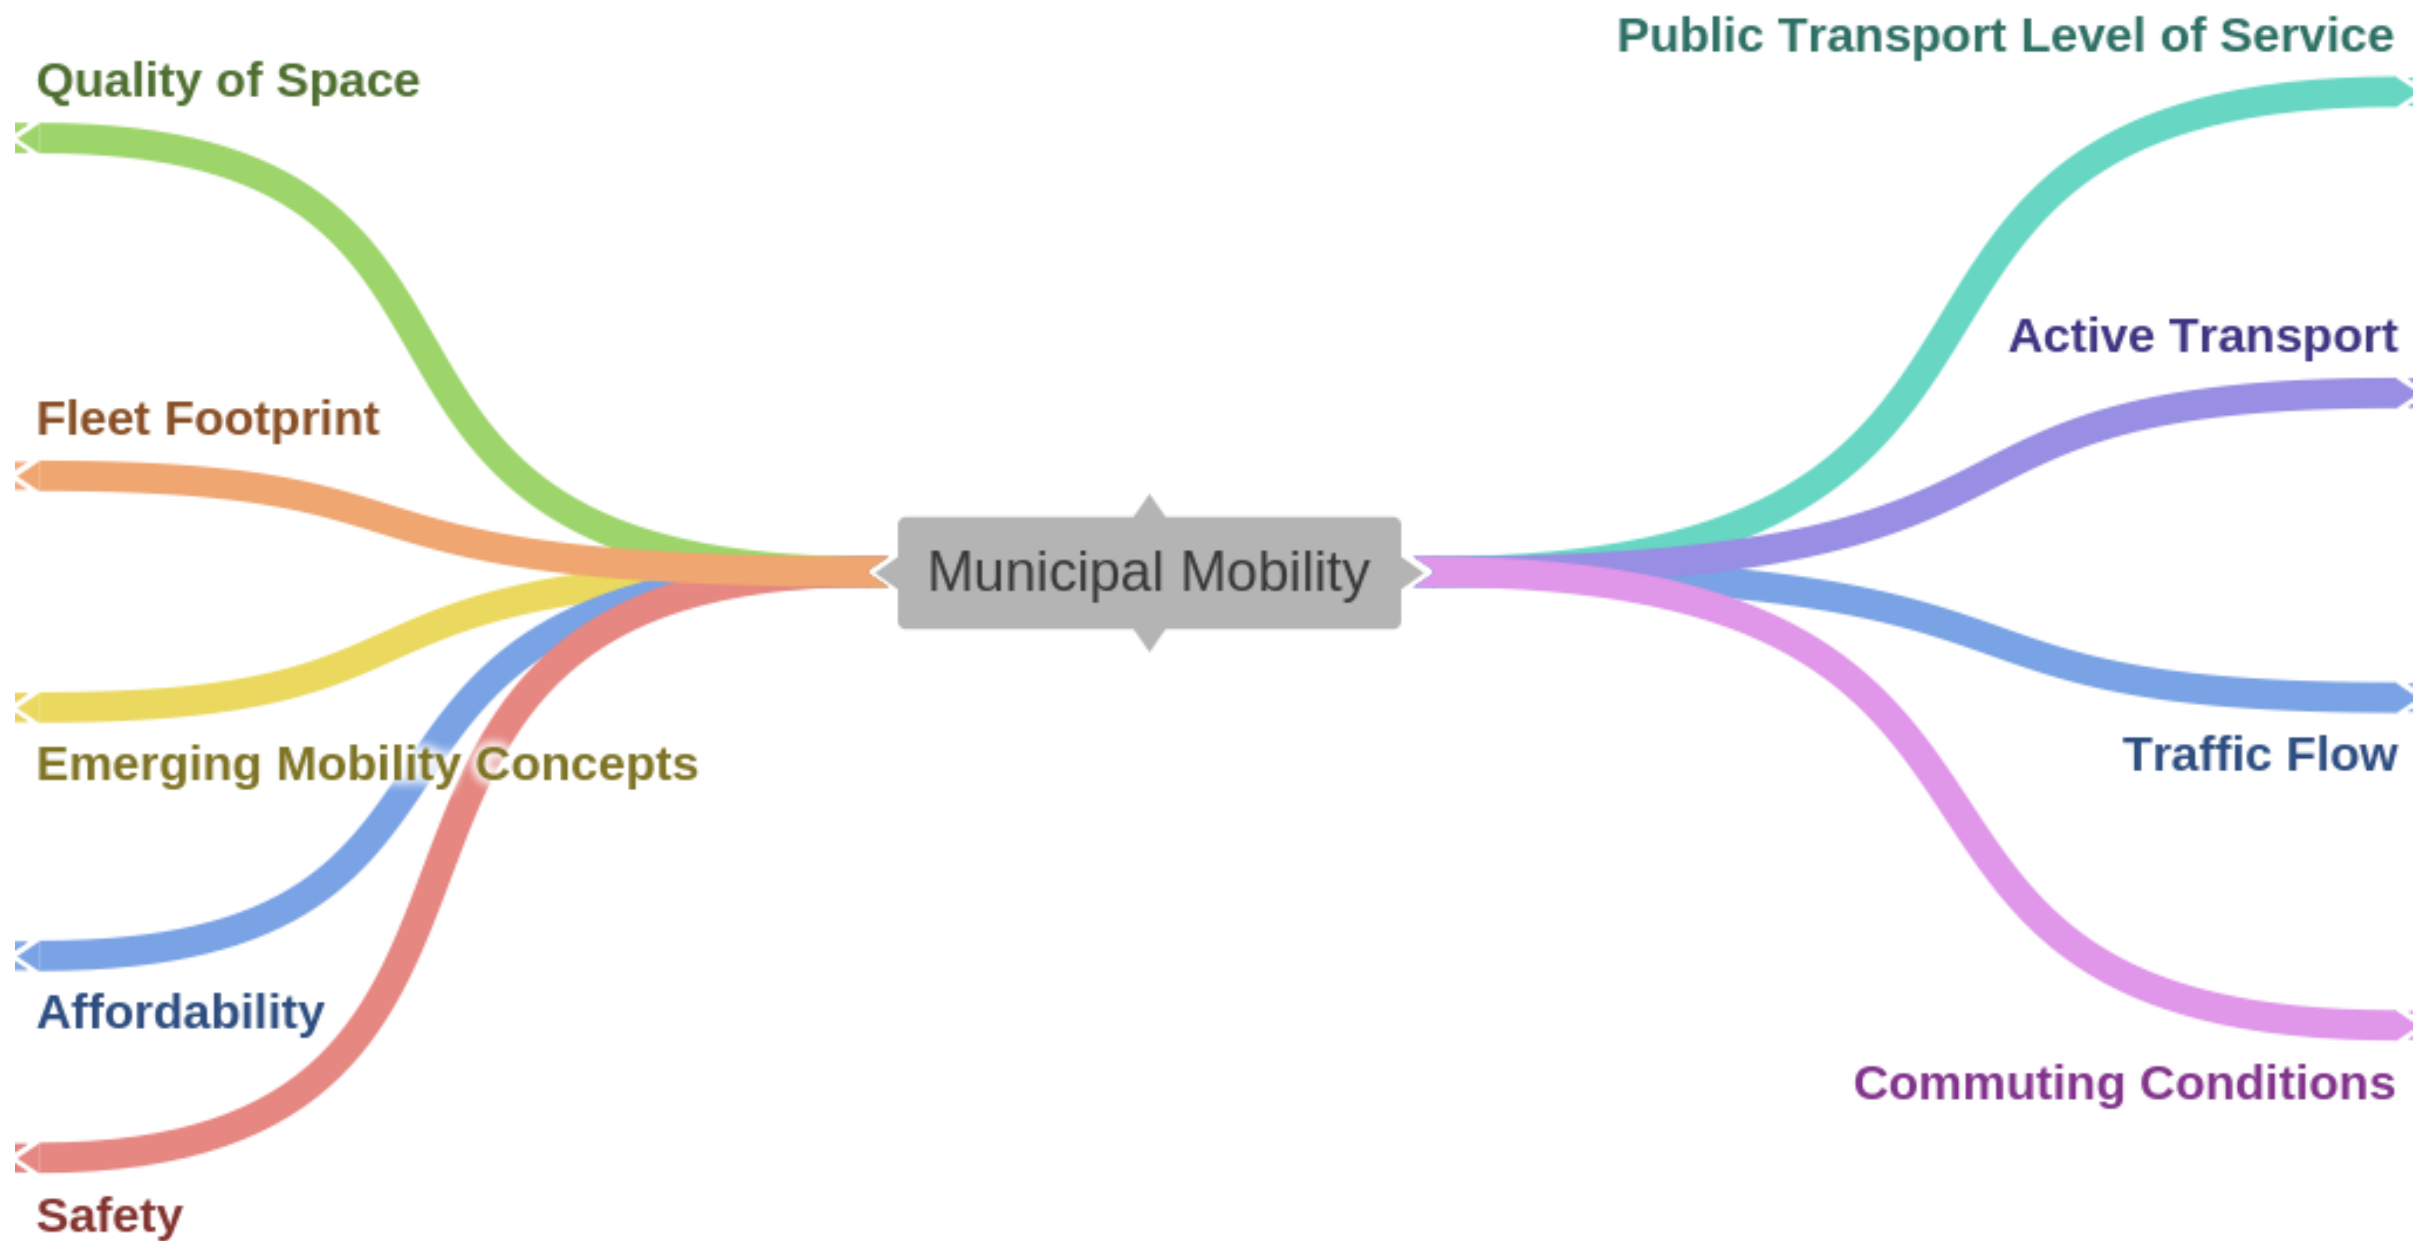 Public Transport Level of Service
Quality of Space
Active Transport
Fleet Footprint
Municipal Mobility
Traffic Flow
Emerging Mobility Concepts
Affordability
Commuting Conditions
Safety